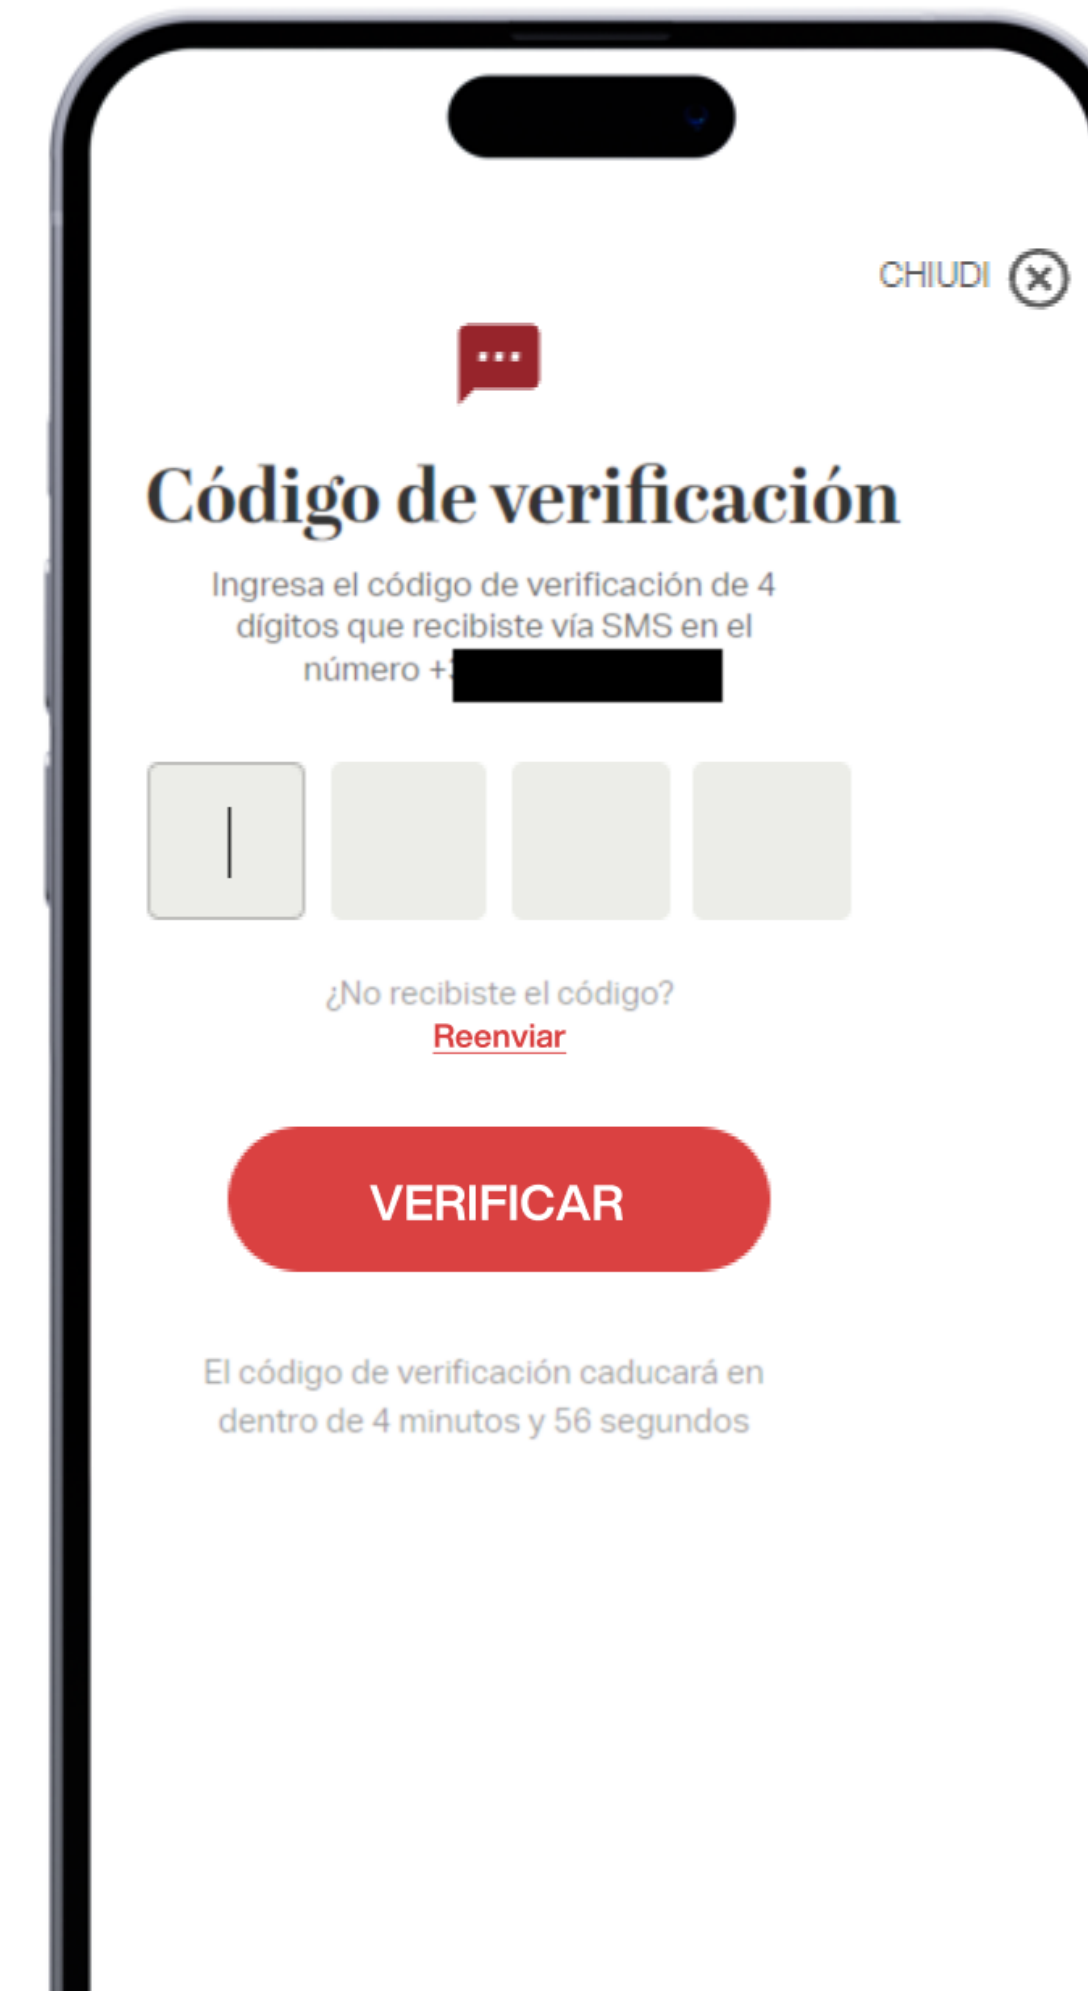 CHIUDI
Código de verificación
Ingresa el código de verificación de 4
dígitos que recibiste vía SMS en el
número +
¿No recibiste el código?
Reenviar
VERIFICAR
El código de verificación caducará en
dentro de 4 minutos y 56 segundos